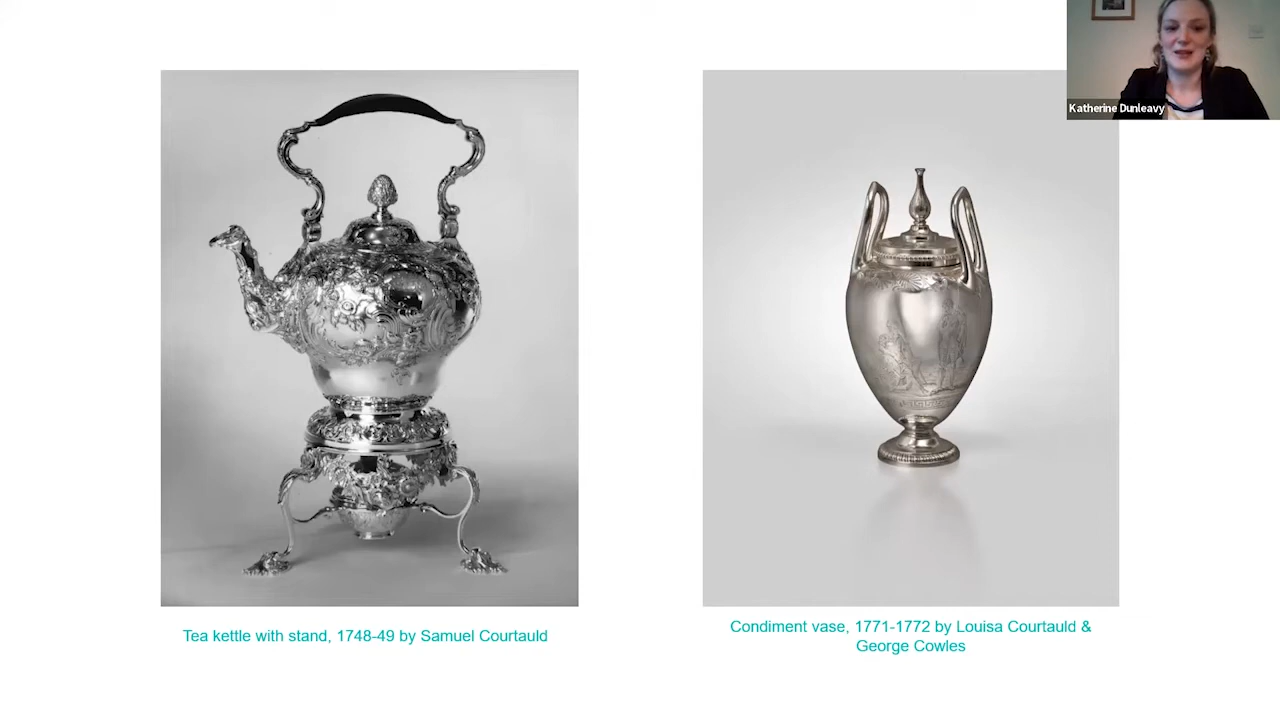 Katherine Dunleavy
Tea kettle with stand, 1748-49 by Samuel Courtauld
Condiment vase, 1771-1772 by Louisa Courtauld &
George Cowles